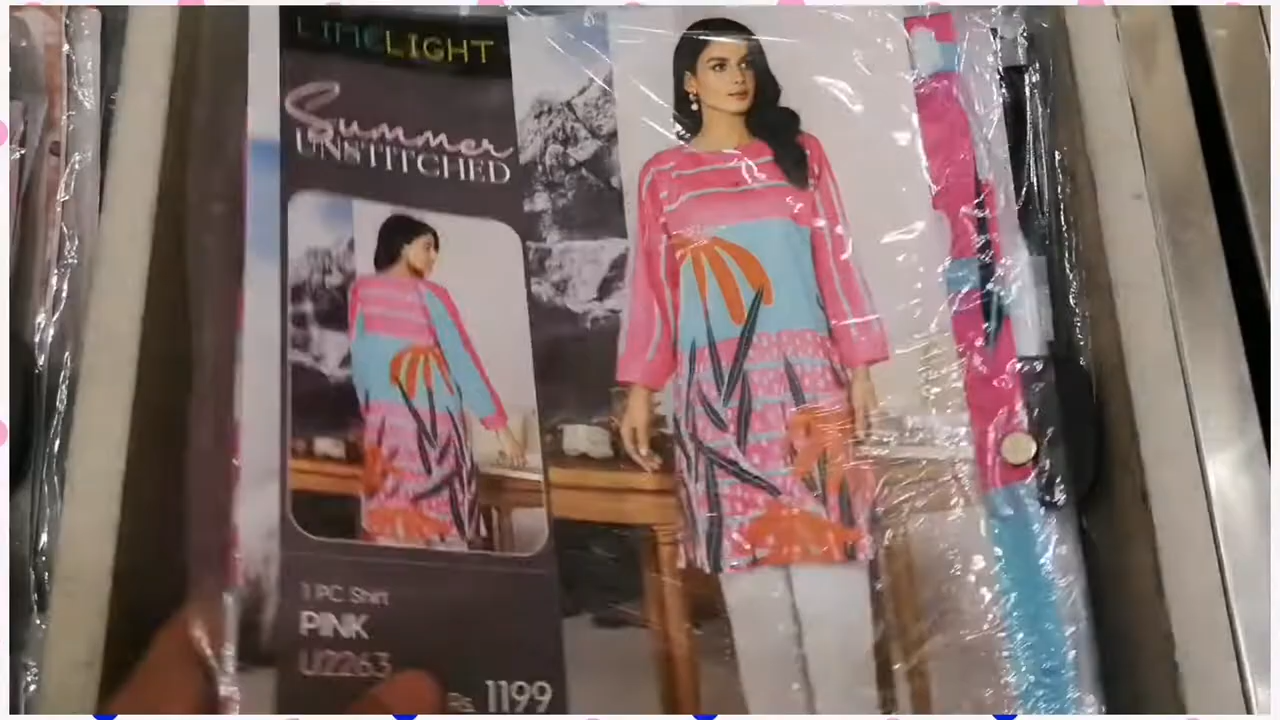 LIMELIGHT
Summer
UNSTITCHED
1 PC Shirt
PINK
U2263
Rs. 1199